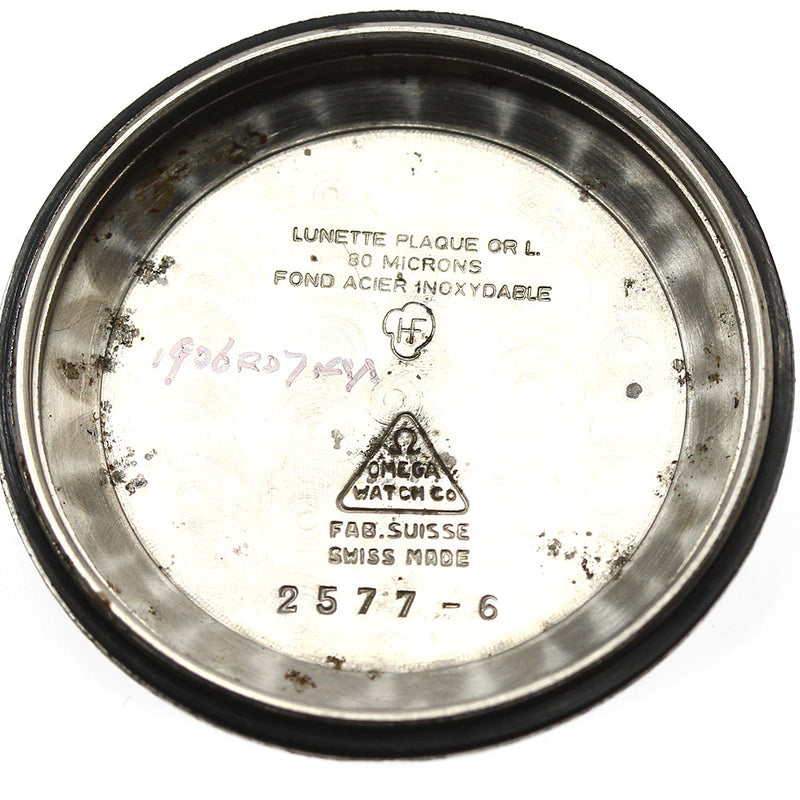 LUNETTE PLAQUE OR L.
80 MICRONS
FOND ACIER INOXYDABLE
HF
Ω
OMEGA
WATCH Co
FAB. SUISSE
SWISS MADE
2577-6